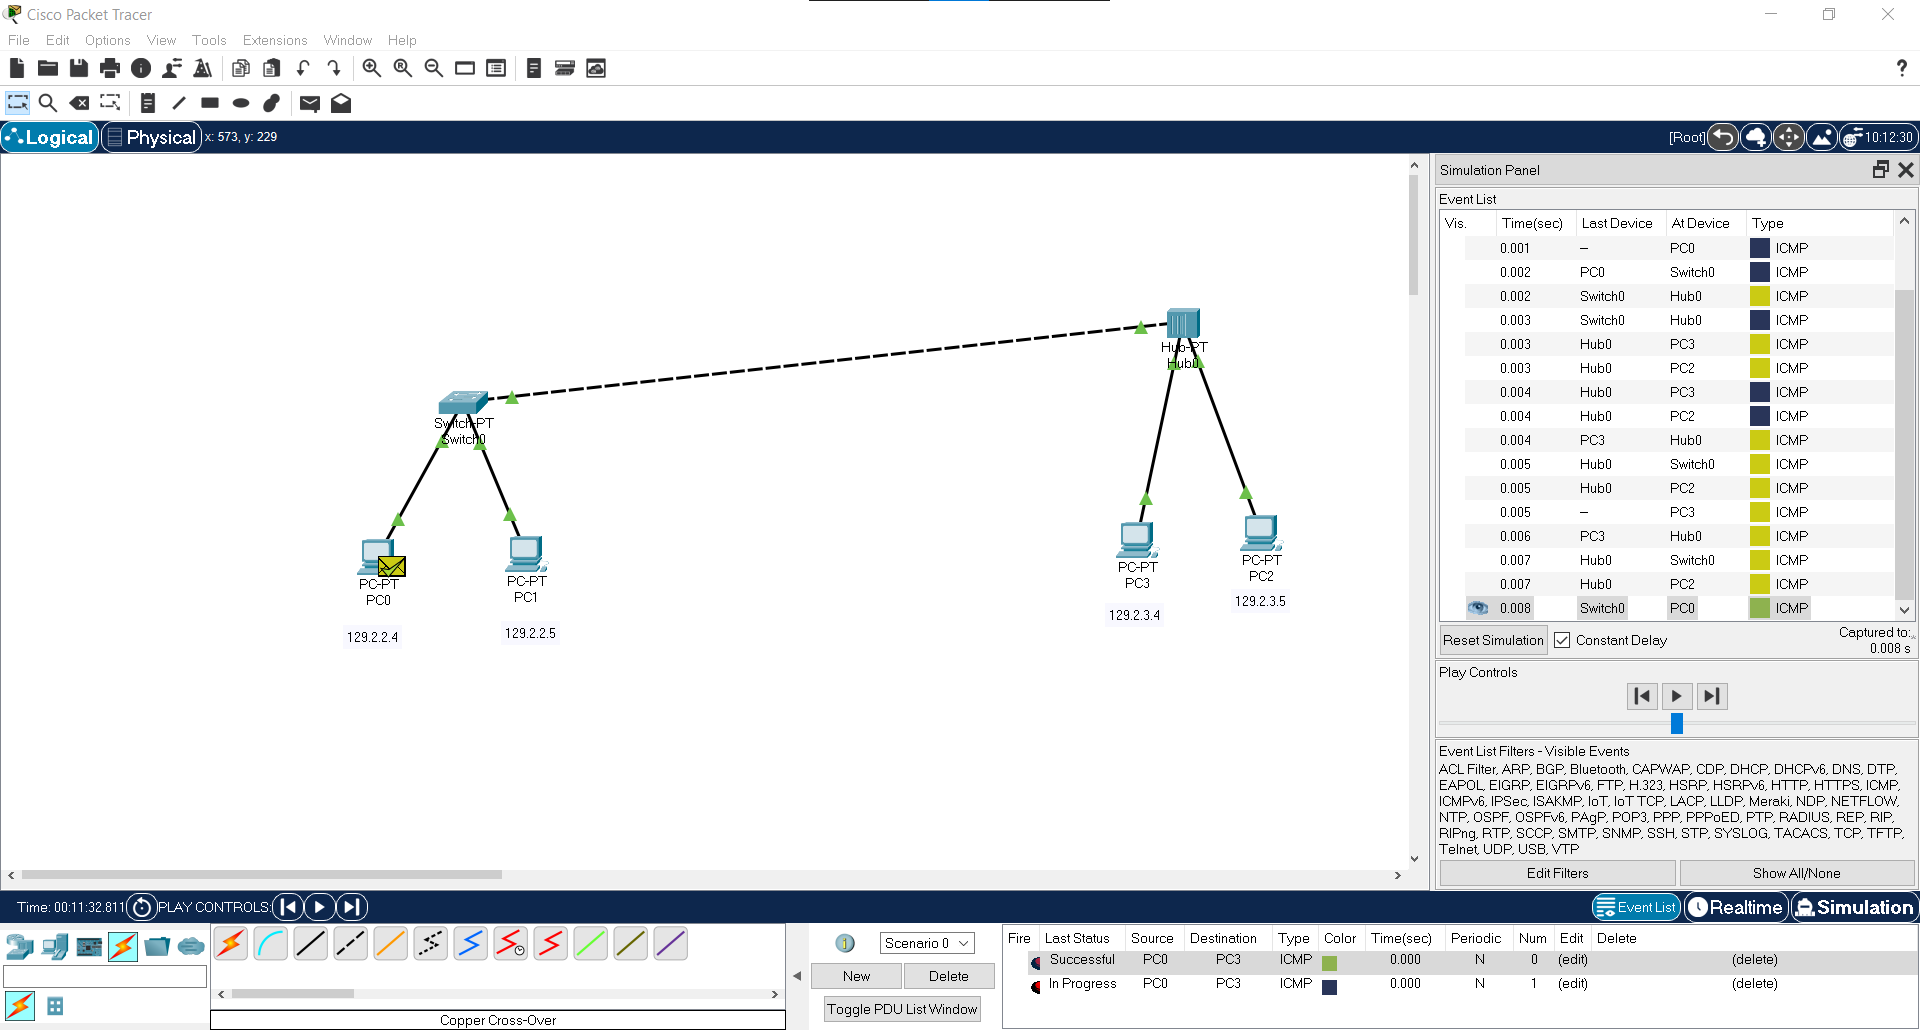 Cisco Packet Tracer
File Edit Options View Tools Extensions Window Help
?
Logical Physical x: 573, y: 229 [Root] 10:12:30
Hub-PT
Hub0
Switch-PT
Switch0
PC-PT
PC0
129.2.2.4
PC-PT
PC1
129.2.2.5
PC-PT
PC3
129.2.3.4
PC-PT
PC2
129.2.3.5
Simulation Panel
Event List
Vis. Time(sec) Last Device At Device Type
0.001 -- PC0 ICMP
0.002 PC0 Switch0 ICMP
0.002 Switch0 Hub0 ICMP
0.003 Switch0 Hub0 ICMP
0.003 Hub0 PC3 ICMP
0.003 Hub0 PC2 ICMP
0.004 Hub0 PC3 ICMP
0.004 Hub0 PC2 ICMP
0.004 PC3 Hub0 ICMP
0.005 Hub0 Switch0 ICMP
0.005 Hub0 PC2 ICMP
0.005 -- PC3 ICMP
0.006 PC3 Hub0 ICMP
0.007 Hub0 Switch0 ICMP
0.007 Hub0 PC2 ICMP
0.008 Switch0 PC0 ICMP
Reset Simulation Constant Delay Captured to:
0.008 s
Play Controls
Event List Filters - Visible Events
ACL Filter, ARP, BGP, Bluetooth, CAPWAP, CDP, DHCP, DHCPv6, DNS, DTP,
EAPOL, EIGRP, EIGRPv6, FTP, H.323, HSRP, HSRPv6, HTTP, HTTPS, ICMP,
ICMPv6, IPSec, ISAKMP, IoT, IoT TCP, LACP, LLDP, Meraki, NDP, NETFLOW,
NTP, OSPF, OSPFv6, PAgP, POP3, PPP, PPPoED, PTP, RADIUS, REP, RIP,
RIPng, RTP, SCCP, SMTP, SNMP, SSH, STP, SYSLOG, TACACS, TCP, TFTP,
Telnet, UDP, USB, VTP
Edit Filters Show All/None
Time: 00:11:32.811 PLAY CONTROLS: Event List Realtime Simulation
Copper Cross-Over
1 Scenario 0
New Delete
Toggle PDU List Window
Fire Last Status Source Destination Type Color Time(sec) Periodic Num Edit Delete
Successful PC0 PC3 ICMP 0.000 N 0 (edit) (delete)
In Progress PC0 PC3 ICMP 0.000 N 1 (edit) (delete)